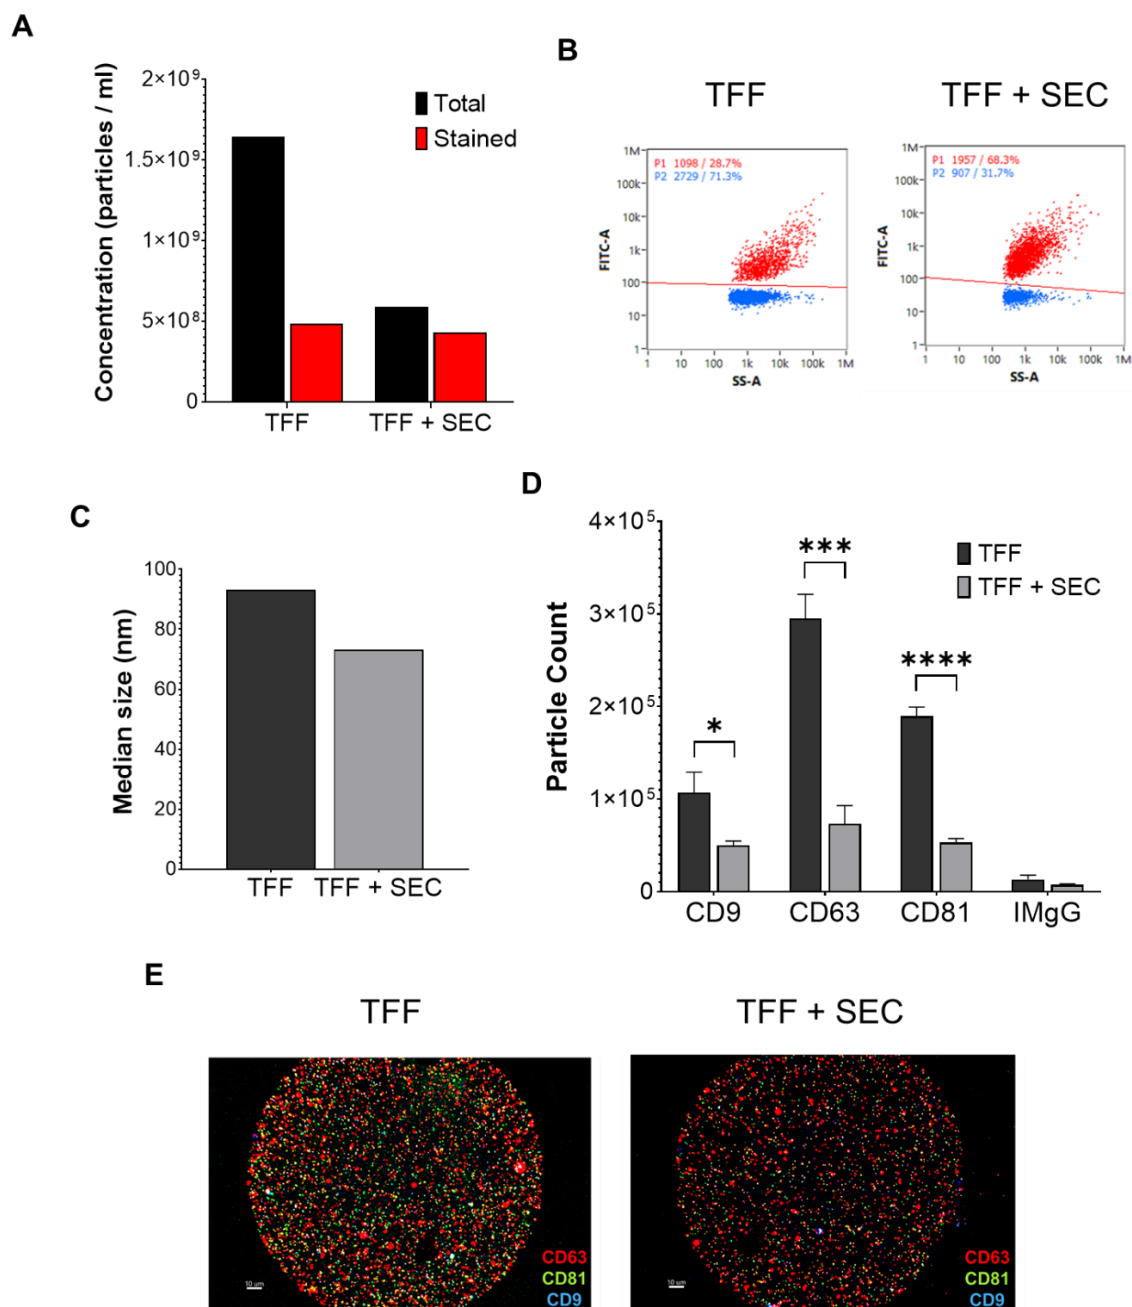 A
Concentration (particles / ml)
2×10⁹
1.5×10⁹
1×10⁹
5×10⁸
0
Total
Stained
TFF
TFF + SEC
B
TFF
TFF + SEC
P1 1098 / 28.7%
P2 2729 / 71.3%
FITC-A
1M
100k
10k
1k
100
10
1
1 10 100 1k 10k 100k 1M
SS-A
P1 1957 / 68.3%
P2 907 / 31.7%
FITC-A
1M
100k
10k
1k
100
10
1
1 10 100 1k 10k 100k 1M
SS-A
C
Median size (nm)
100
80
60
40
20
0
TFF TFF + SEC
D
Particle Count
4×10⁵
3×10⁵
2×10⁵
1×10⁵
0
TFF
TFF + SEC
*
***
****
CD9 CD63 CD81 IMgG
E
TFF
TFF + SEC
CD63
CD81
CD9
10 um
CD63
CD81
CD9
10 um